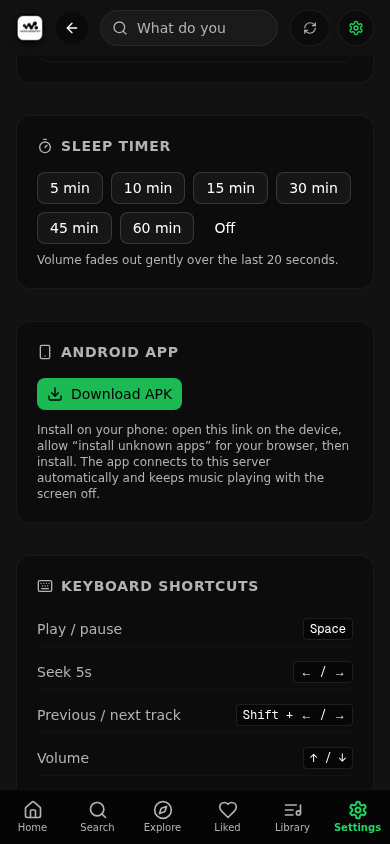 What do you
SLEEP TIMER
5 min 10 min 15 min 30 min
45 min 60 min Off
Volume fades out gently over the last 20 seconds.
ANDROID APP
Download APK
Install on your phone: open this link on the device,
allow “install unknown apps” for your browser, then
install. The app connects to this server
automatically and keeps music playing with the
screen off.
KEYBOARD SHORTCUTS
Play / pause Space
Seek 5s ← / →
Previous / next track Shift + ← / →
Volume ↑ / ↓
Home Search Explore Liked Library Settings